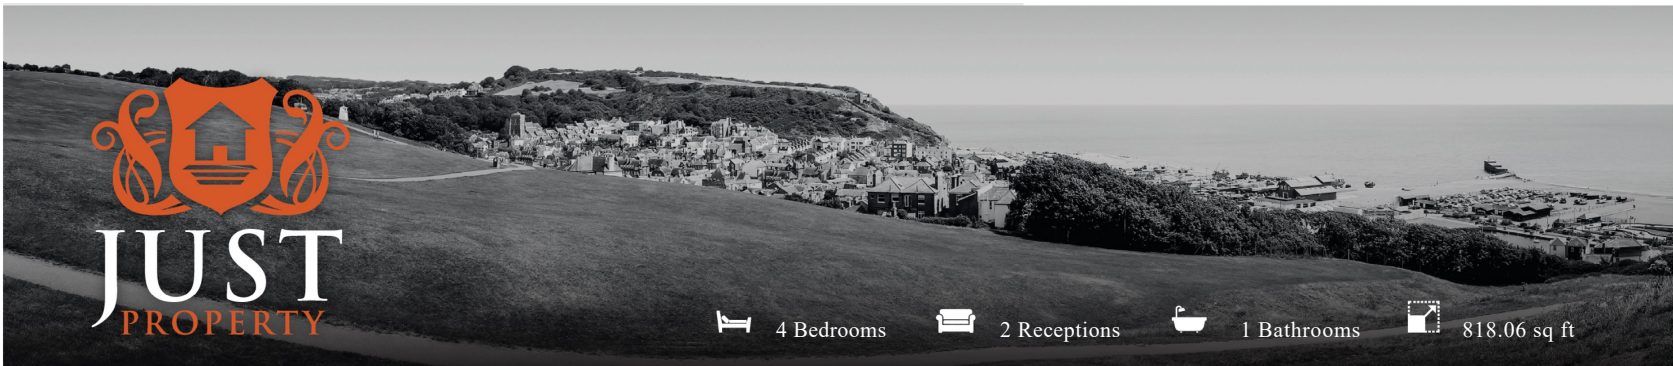 JUST
PROPERTY
4 Bedrooms
2 Receptions
1 Bathrooms
818.06 sq ft